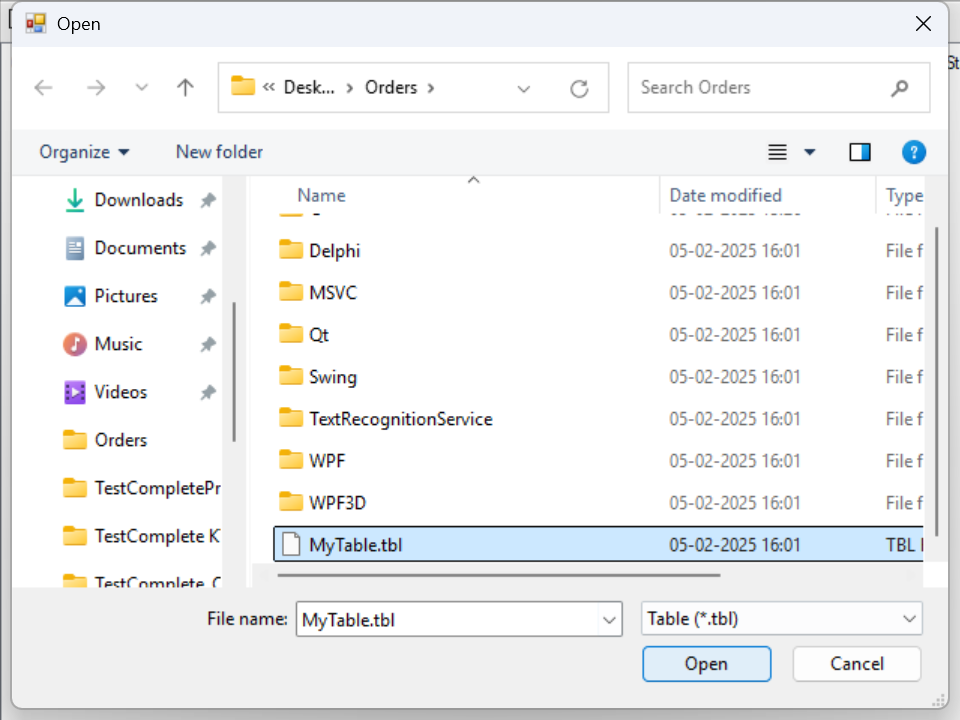 Open
St
« Desk... > Orders >
Search Orders
Organize
New folder
Name
Date modified
Type
Downloads
Documents
Pictures
Music
Videos
Orders
TestCompletePr
TestComplete K
TestComplete_C
Delphi 05-02-2025 16:01 File f
MSVC 05-02-2025 16:01 File f
Qt 05-02-2025 16:01 File f
Swing 05-02-2025 16:01 File f
TextRecognitionService 05-02-2025 16:01 File f
WPF 05-02-2025 16:01 File f
WPF3D 05-02-2025 16:01 File f
MyTable.tbl 05-02-2025 16:01 TBL
File name: MyTable.tbl
Table (*.tbl)
Open
Cancel